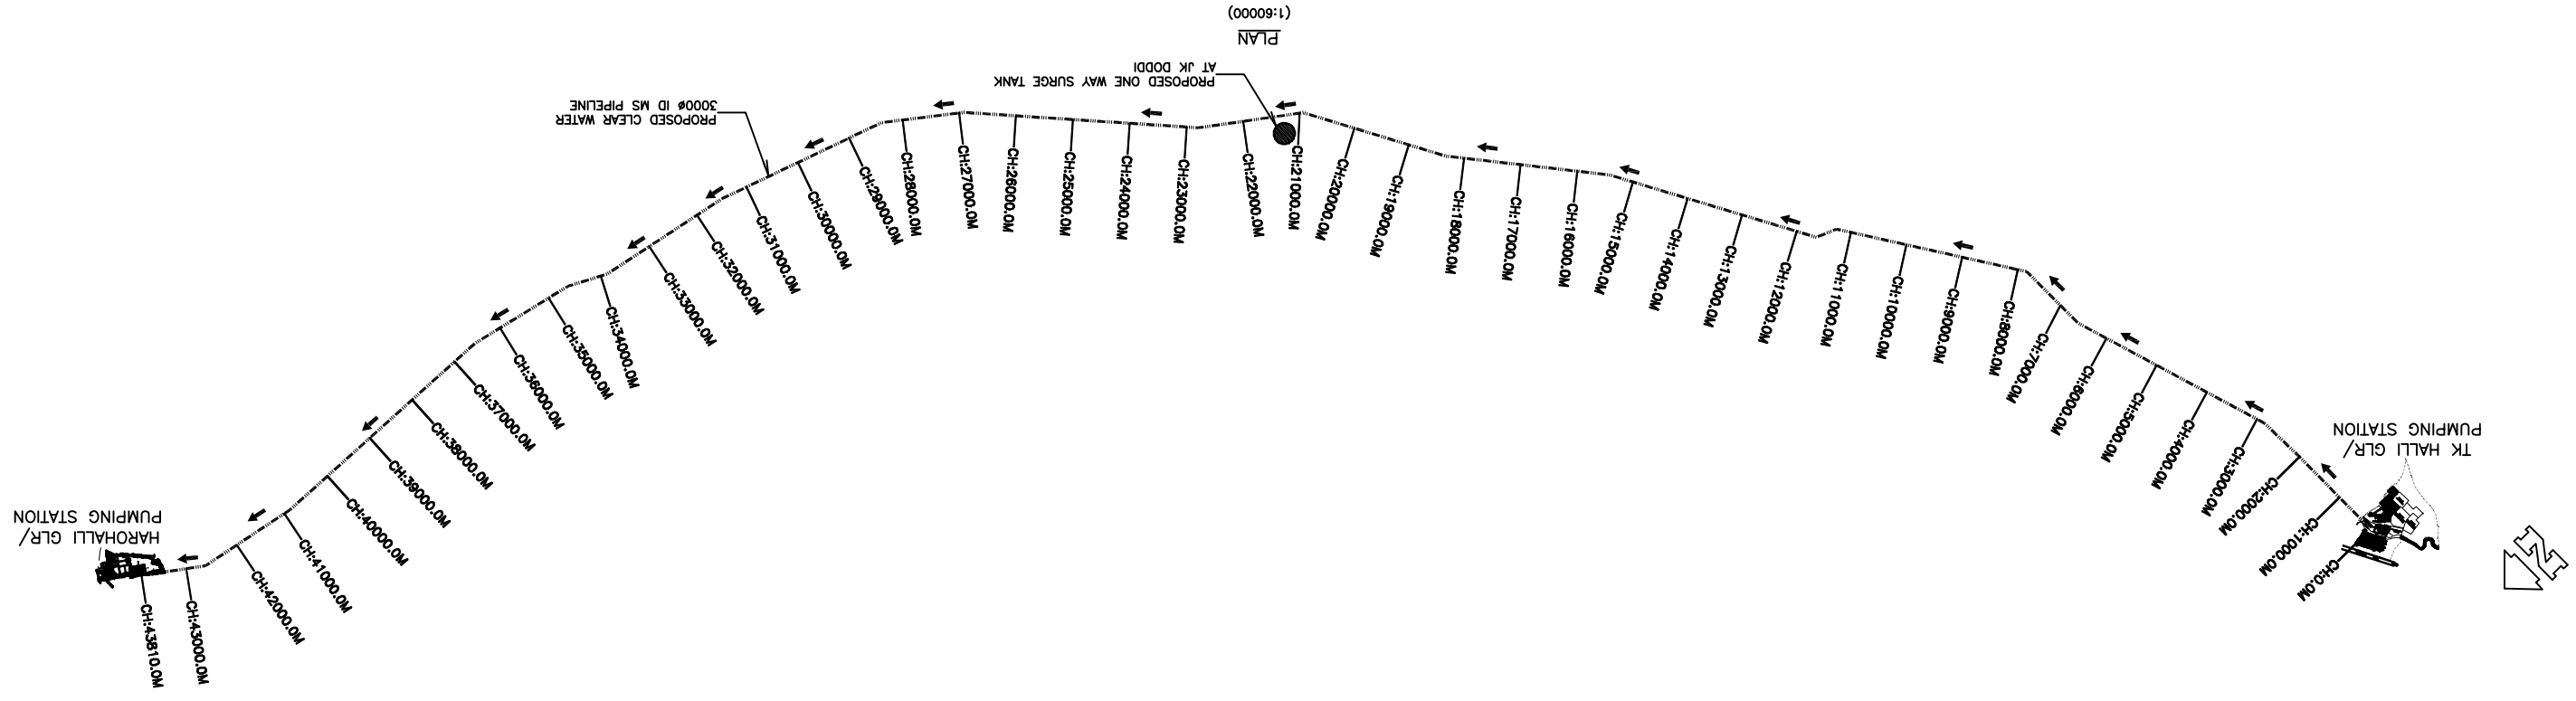 N
TK HALLI GLR/
PUMPING STATION
CH:0.0M
CH:1000.0M
CH:2000.0M
CH:3000.0M
CH:4000.0M
CH:5000.0M
CH:6000.0M
CH:7000.0M
CH:8000.0M
CH:9000.0M
CH:10000.0M
CH:11000.0M
CH:12000.0M
CH:13000.0M
CH:14000.0M
CH:15000.0M
CH:16000.0M
CH:17000.0M
CH:18000.0M
CH:19000.0M
CH:20000.0M
CH:21000.0M
CH:22000.0M
CH:23000.0M
CH:24000.0M
CH:25000.0M
CH:26000.0M
CH:27000.0M
CH:28000.0M
CH:29000.0M
CH:30000.0M
CH:31000.0M
CH:32000.0M
CH:33000.0M
CH:34000.0M
CH:35000.0M
CH:36000.0M
CH:37000.0M
CH:38000.0M
CH:39000.0M
CH:40000.0M
CH:41000.0M
CH:42000.0M
CH:43000.0M
CH:43810.0M
HAROHALLI GLR/
PUMPING STATION
PROPOSED CLEAR WATER
3000ø ID MS PIPELINE
PROPOSED ONE WAY SURGE TANK
AT JK DODDI
PLAN
(1:60000)